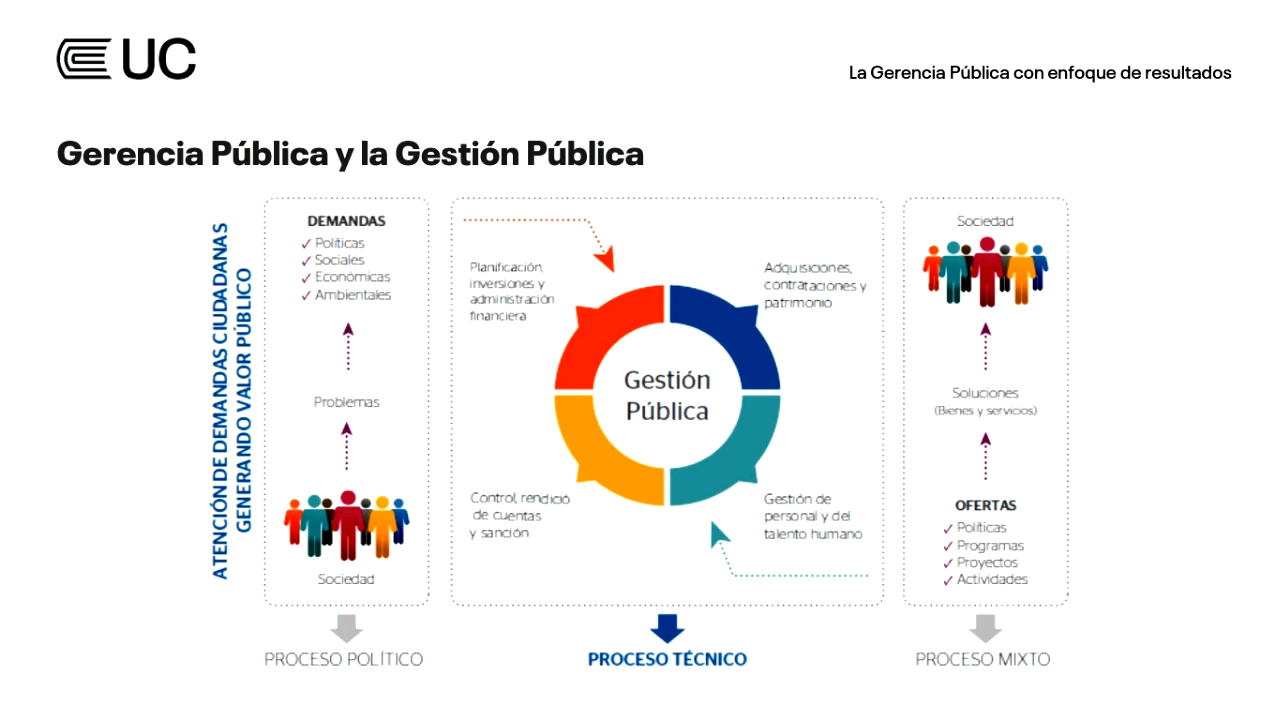 UC
La Gerencia Pública con enfoque de resultados
Gerencia Pública y la Gestión Pública
ATENCIÓN DE DEMANDAS CIUDADANAS
GENERANDO VALOR PÚBLICO
DEMANDAS
✓ Políticas
✓ Sociales
✓ Económicas
✓ Ambientales
Problemas
Sociedad
PROCESO POLÍTICO
Planificación,
inversiones y
administración
financiera
Adquisiciones,
contrataciones y
patrimonio
Gestión
Pública
Control, rendició
de cuentas
y sanción
Gestión de
personal y del
talento humano
PROCESO TÉCNICO
Sociedad
Soluciones
(Bienes y servicios)
OFERTAS
✓ Políticas
✓ Programas
✓ Proyectos
✓ Actividades
PROCESO MIXTO